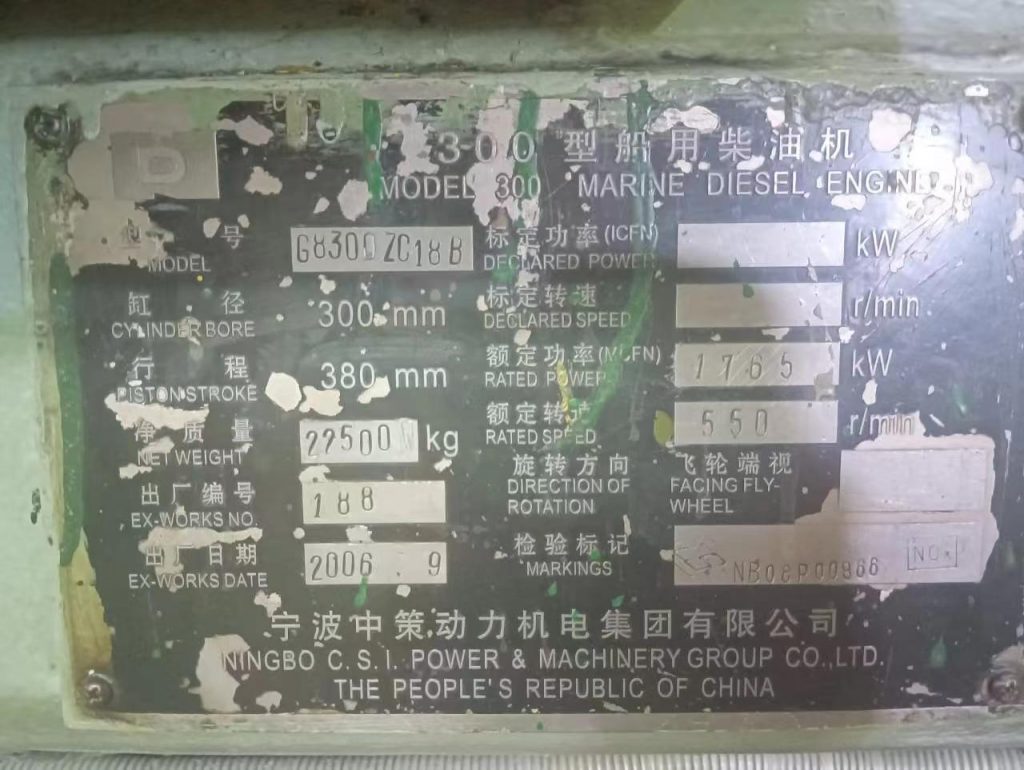 300 型船用柴油机
MODEL 300 MARINE DIESEL ENGINE
号 G8300ZC18B 标定功率(ICFN) kW
MODEL DECLARED POWER
缸径 300 mm 标定转速 r/min
CYLINDER BORE DECLARED SPEED
行程 380 mm 额定功率(MCFN) 1765 kW
PISTON STROKE RATED POWER
净质量 22500 kg 额定转速 550 r/min
NET WEIGHT RATED SPEED
旋转方向 飞轮端视
DIRECTION OF ROTATION FACING FLY-WHEEL
出厂编号 188
EX-WORKS NO.
检验标记 NB06P00966 NO.
MARKINGS
出厂日期 2006.9
EX-WORKS DATE
宁波中策动力机电集团有限公司
NINGBO C.S.I. POWER & MACHINERY GROUP CO.,LTD.
THE PEOPLE'S REPUBLIC OF CHINA